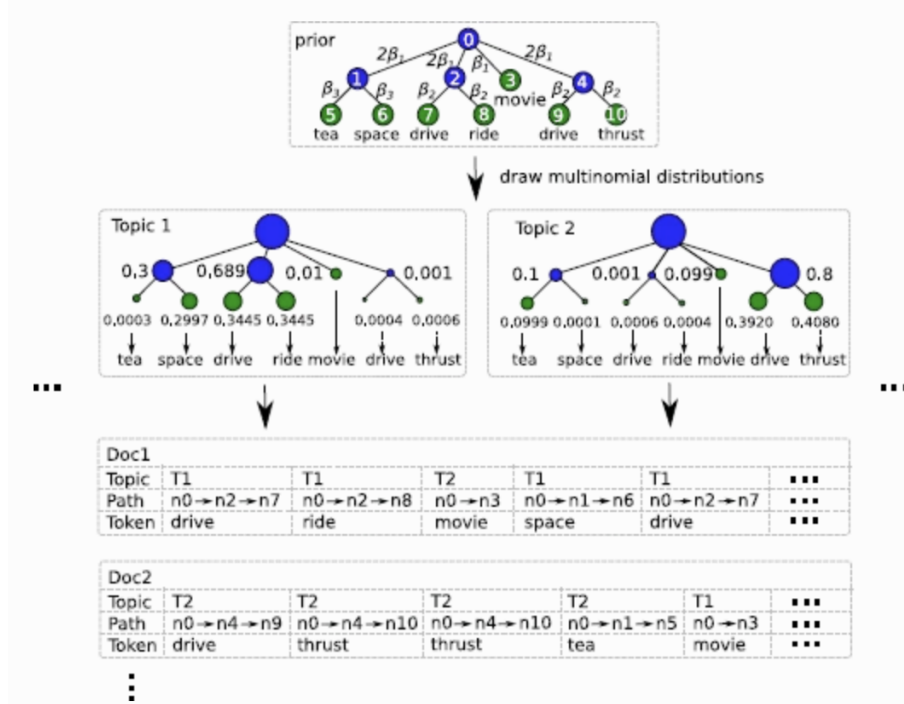 prior
0
2β₁ 2β₁ β₁ 2β₁
1 2 3 4
β₃ β₃ β₂ β₂ movie β₂ β₂
5 6 7 8 9 10
tea space drive ride drive thrust
draw multinomial distributions
Topic 1
0.3 0.689 0.01 0.001
0.0003 0.2997 0.3445 0.3445 0.0004 0.0006
tea space drive ride movie drive thrust
Topic 2
0.1 0.001 0.099 0.8
0.0999 0.0001 0.0006 0.0004 0.3920 0.4080
tea space drive ride movie drive thrust
... ...
Doc1
Topic T1 T1 T2 T1 T1 ...
Path n0→n2→n7 n0→n2→n8 n0→n3 n0→n1→n6 n0→n2→n7 ...
Token drive ride movie space drive ...
Doc2
Topic T2 T2 T2 T2 T1 ...
Path n0→n4→n9 n0→n4→n10 n0→n4→n10 n0→n1→n5 n0→n3 ...
Token drive thrust thrust tea movie ...
⋮